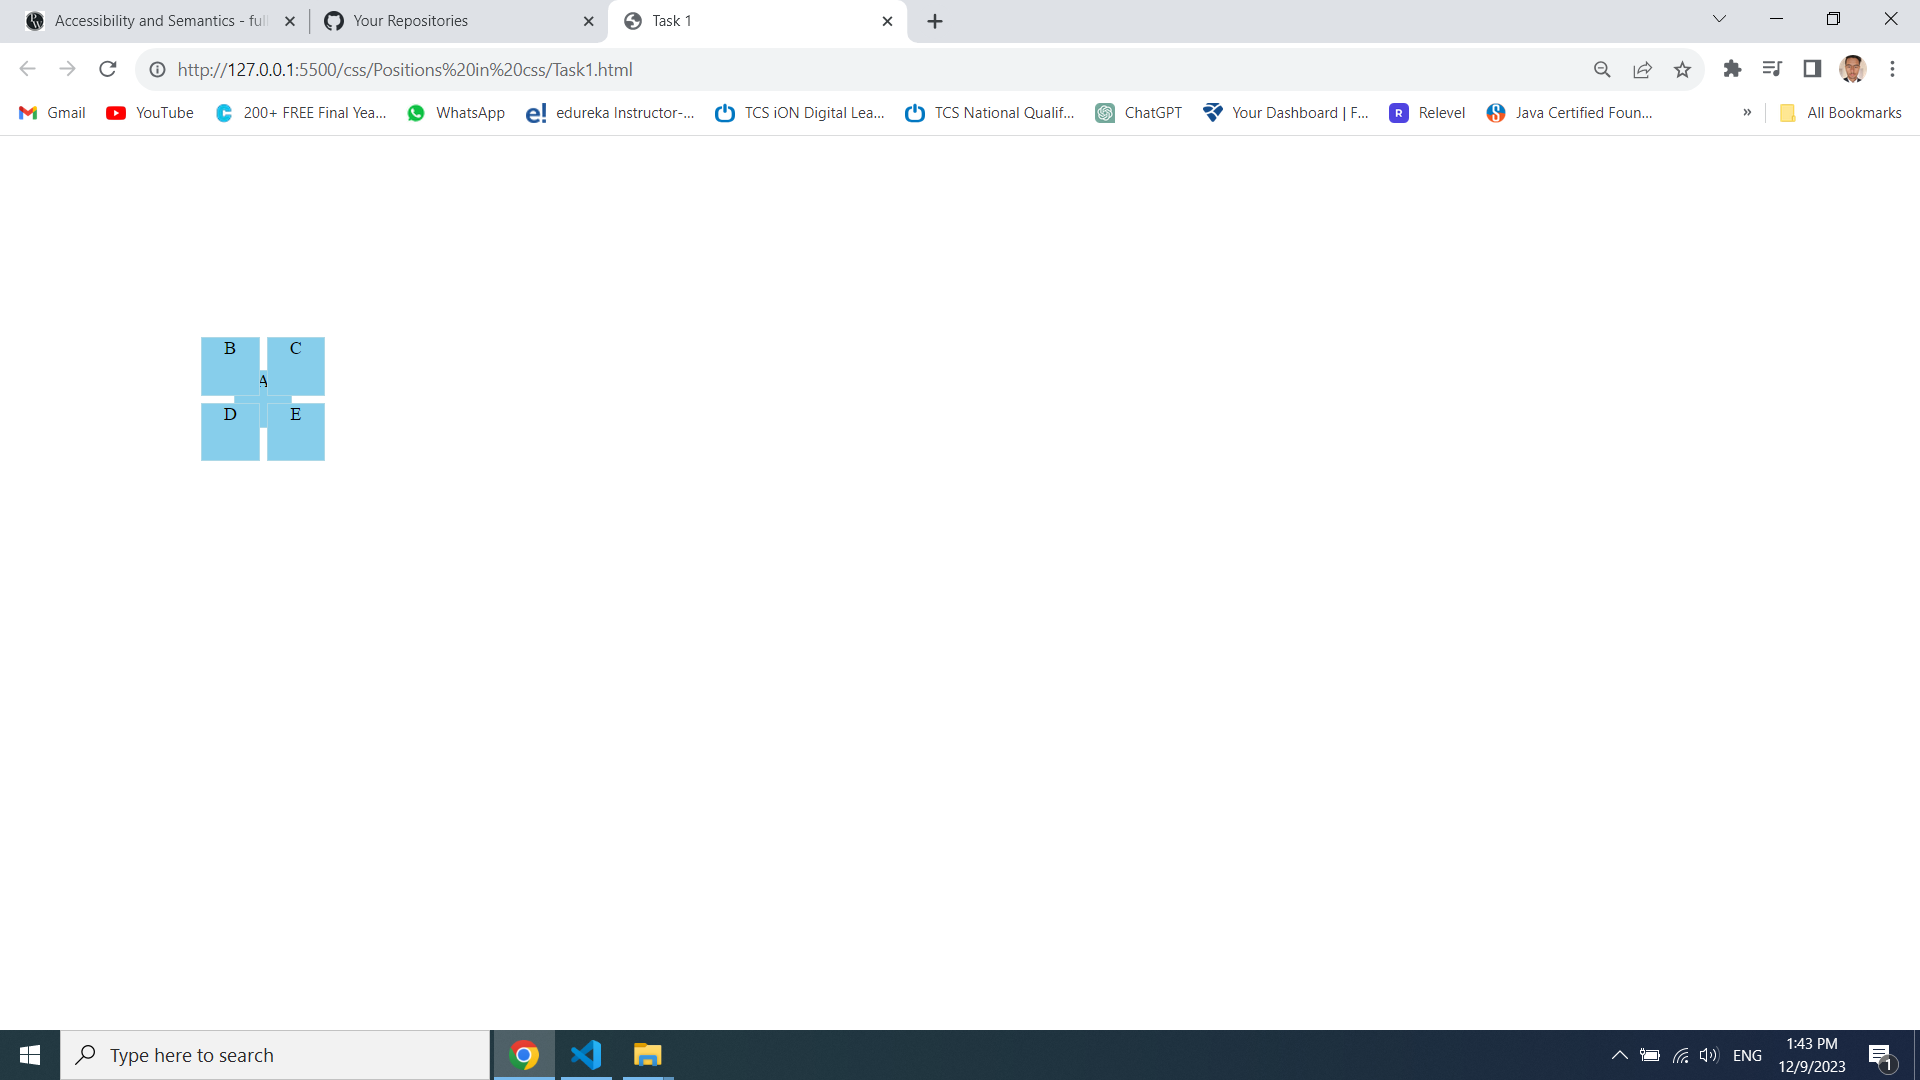 Accessibility and Semantics - full
Your Repositories
Task 1
http://127.0.0.1:5500/css/Positions%20in%20css/Task1.html
Gmail
YouTube
200+ FREE Final Yea...
WhatsApp
edureka Instructor-...
TCS iON Digital Lea...
TCS National Qualif...
ChatGPT
Your Dashboard | F...
R
Relevel
Java Certified Foun...
»
All Bookmarks
B
C
A
D
E
Type here to search
ENG
1:43 PM
12/9/2023
1